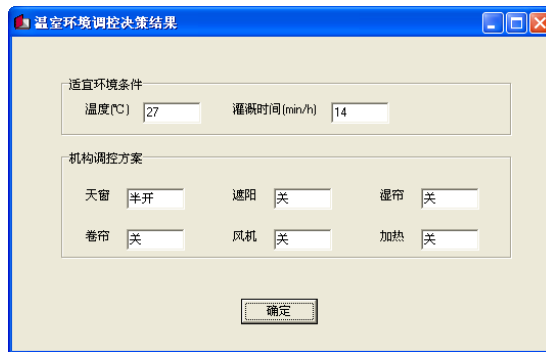 温室环境调控决策结果
适宜环境条件
温度(℃) 27 灌溉时间(min/h) 14
机构调控方案
天窗 半开 遮阳 关 湿帘 关
卷帘 关 风机 关 加热 关
确定